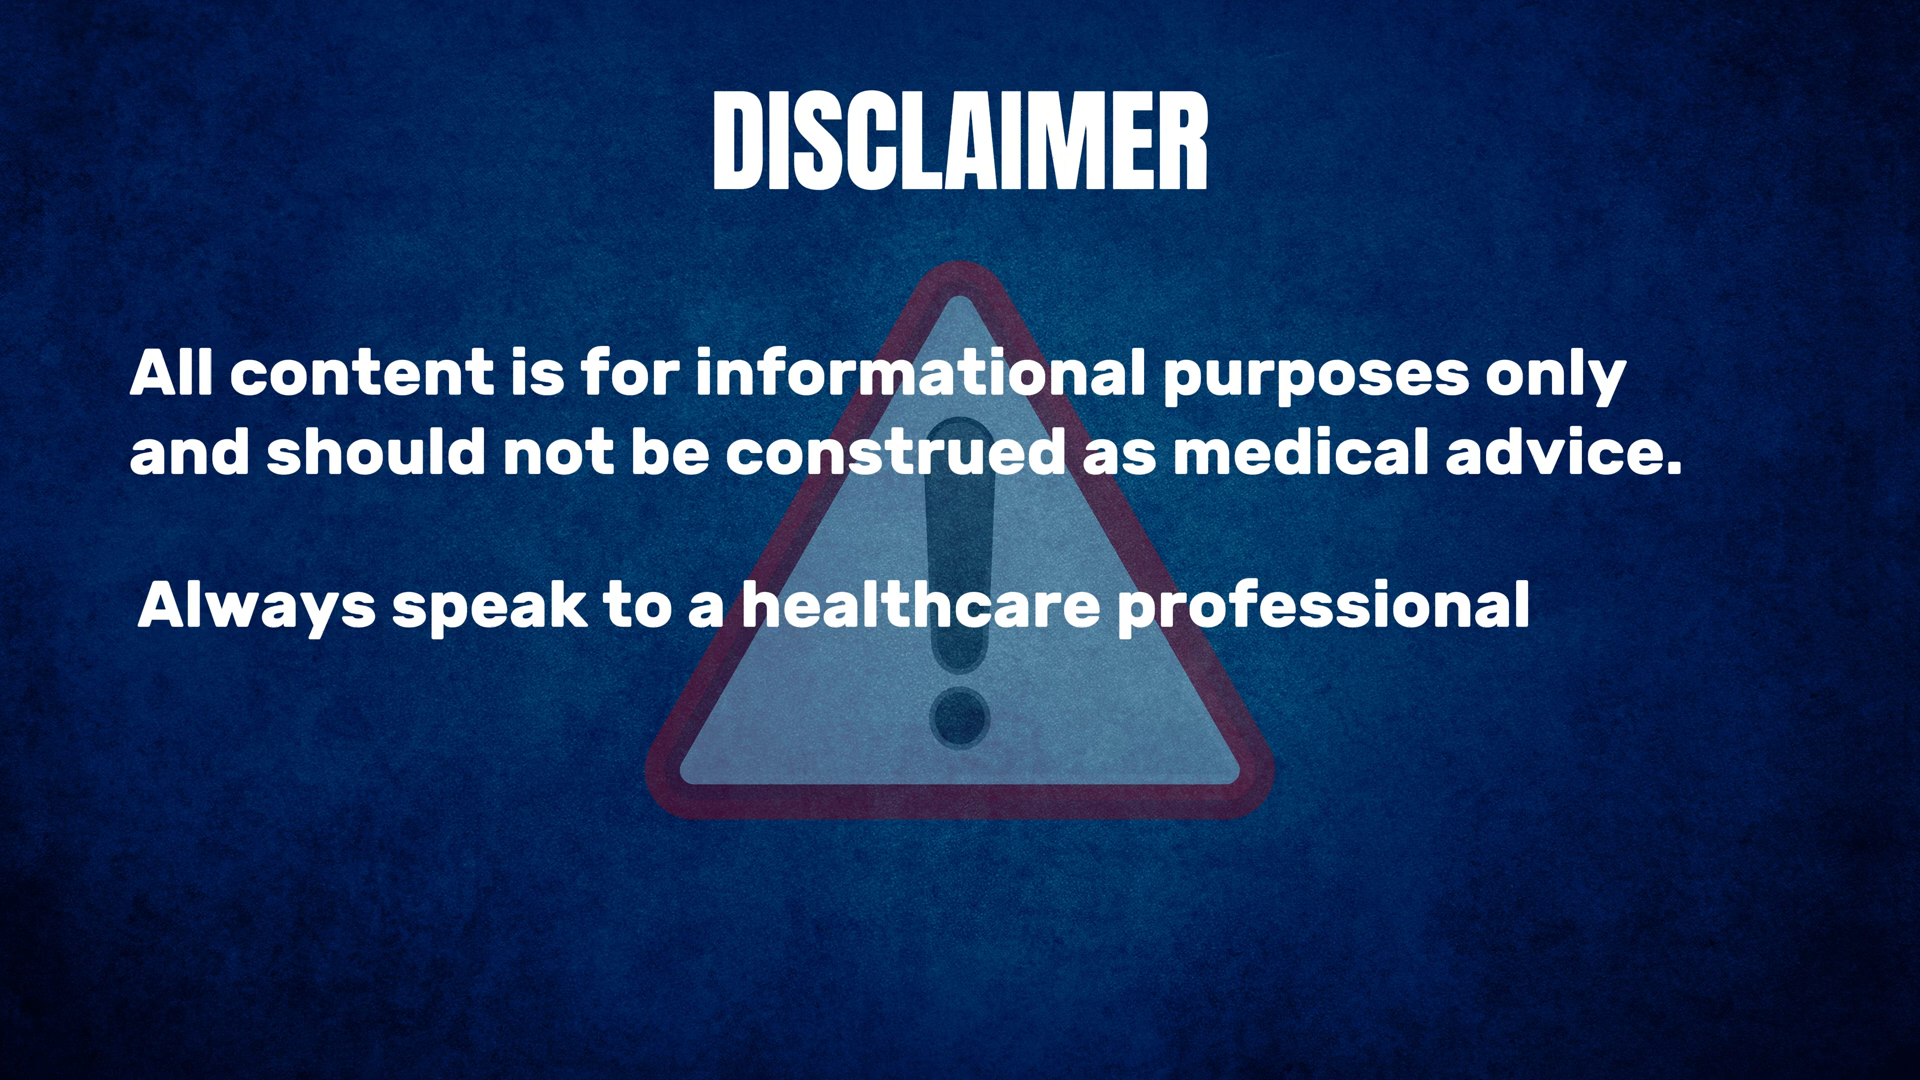 DISCLAIMER
All content is for informational purposes only
and should not be construed as medical advice.
Always speak to a healthcare professional